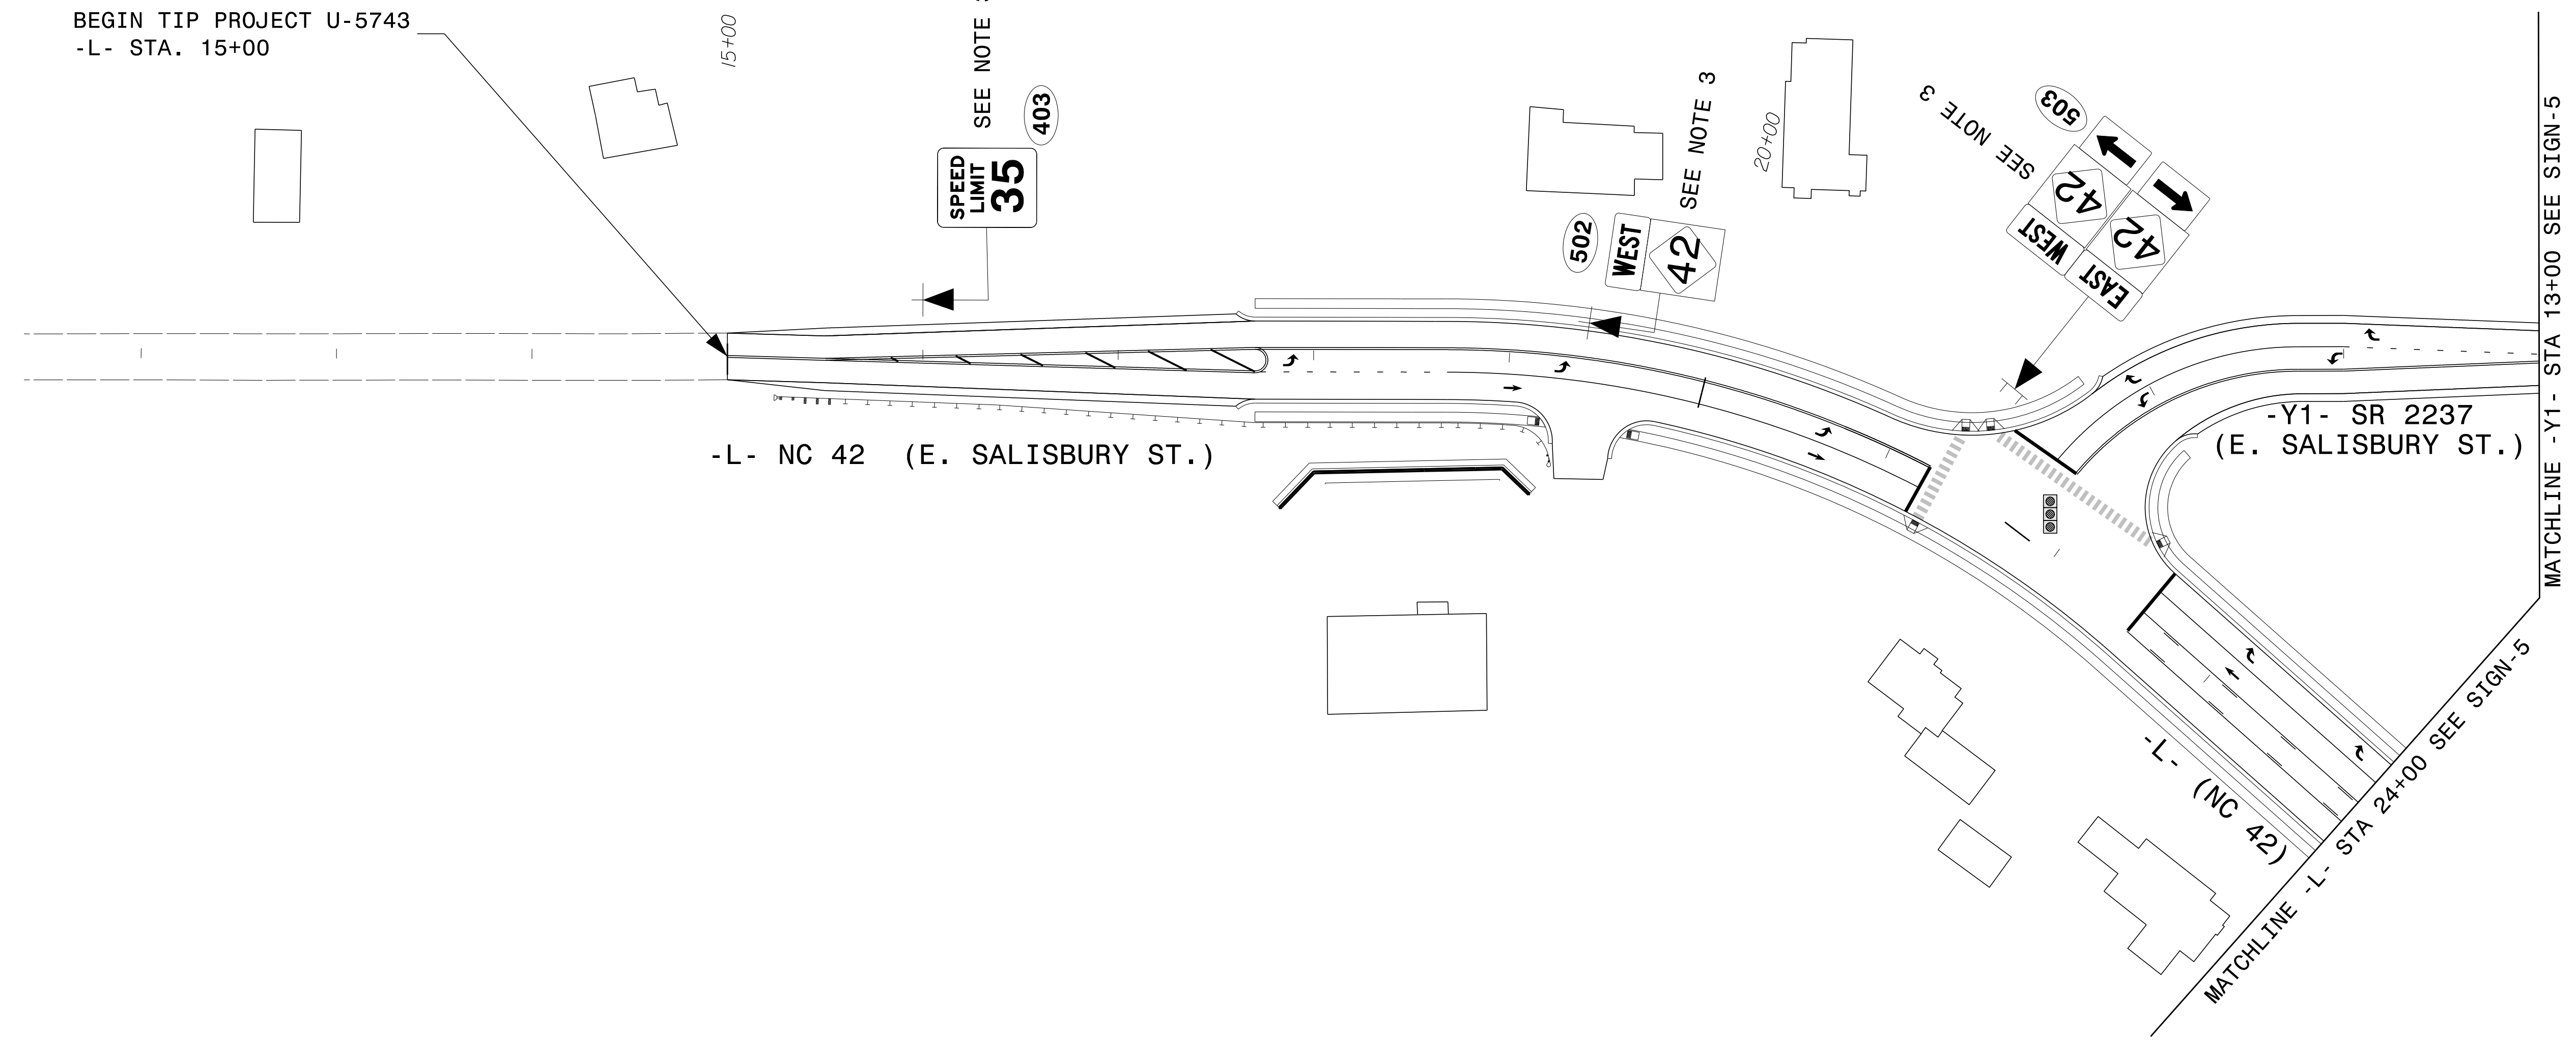 BEGIN TIP PROJECT U-5743
-L- STA. 15+00
15+00
SEE NOTE
403
SPEED
LIMIT
35
SEE NOTE 3
20+00
502
WEST
42
SEE NOTE 3
503
WEST
42
EAST
42
-L- NC 42 (E. SALISBURY ST.)
-Y1- SR 2237
(E. SALISBURY ST.)
-L- (NC 42)
MATCHLINE -Y1- STA 13+00 SEE SIGN-5
MATCHLINE -L- STA 24+00 SEE SIGN-5